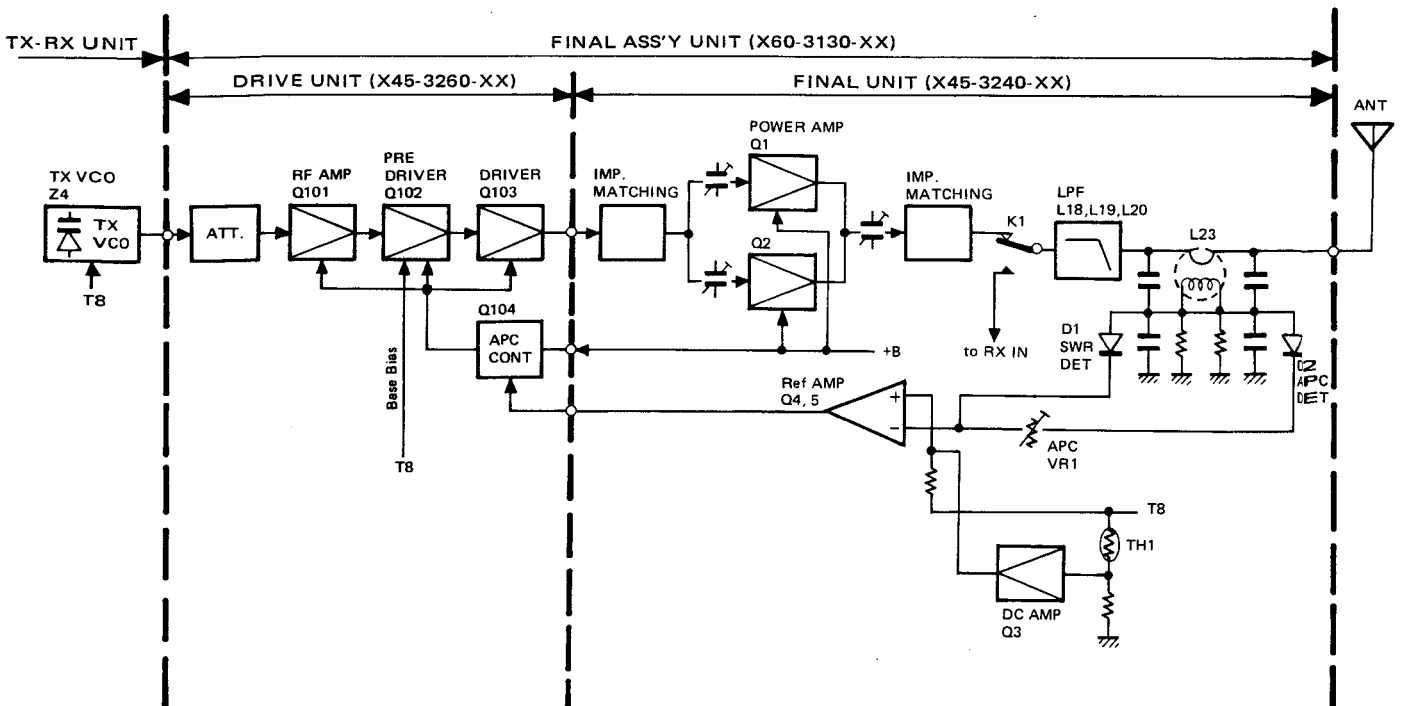 TX-RX UNIT
FINAL ASS'Y UNIT (X60-3130-XX)
DRIVE UNIT (X45-3260-XX)
FINAL UNIT (X45-3240-XX)
ANT
TX VCO
Z4
TX
VCO
T8
ATT.
RF AMP
Q101
PRE
DRIVER
Q102
DRIVER
Q103
IMP.
MATCHING
POWER AMP
Q1
Q2
IMP.
MATCHING
K1
LPF
L18,L19,L20
L23
Q104
APC
CONT
Base Bias
T8
+B
to RX IN
D1
SWR
DET
D2
APC
DET
Ref AMP
Q4, 5
+
−
APC
VR1
T8
TH1
DC AMP
Q3